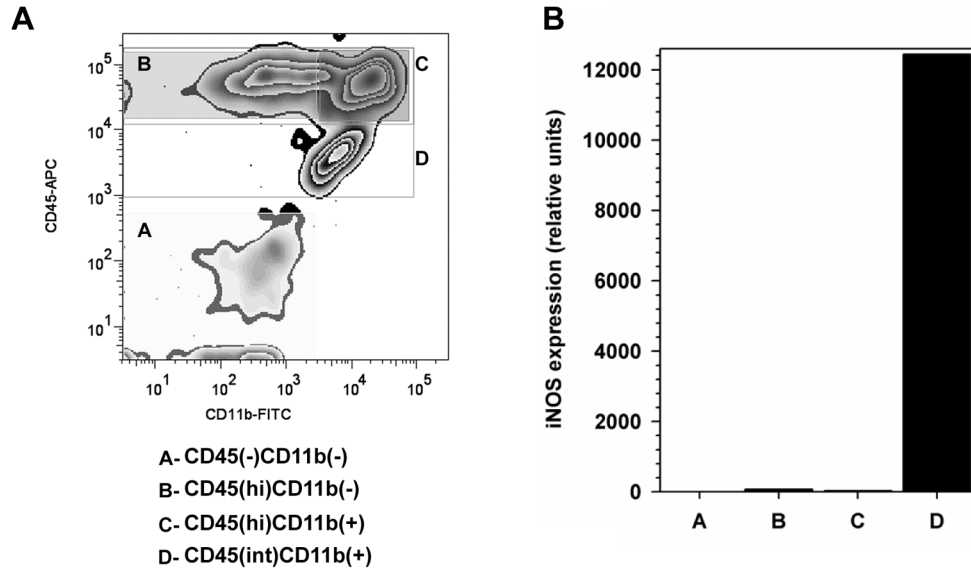 A
B
CD45-APC
10^5
10^4
10^3
10^2
10^1
B
C
D
A
10^1
10^2
10^3
10^4
10^5
CD11b-FITC
A- CD45(-)CD11b(-)
B- CD45(hi)CD11b(-)
C- CD45(hi)CD11b(+)
D- CD45(int)CD11b(+)
iNOS expression (relative units)
12000
10000
8000
6000
4000
2000
0
A
B
C
D